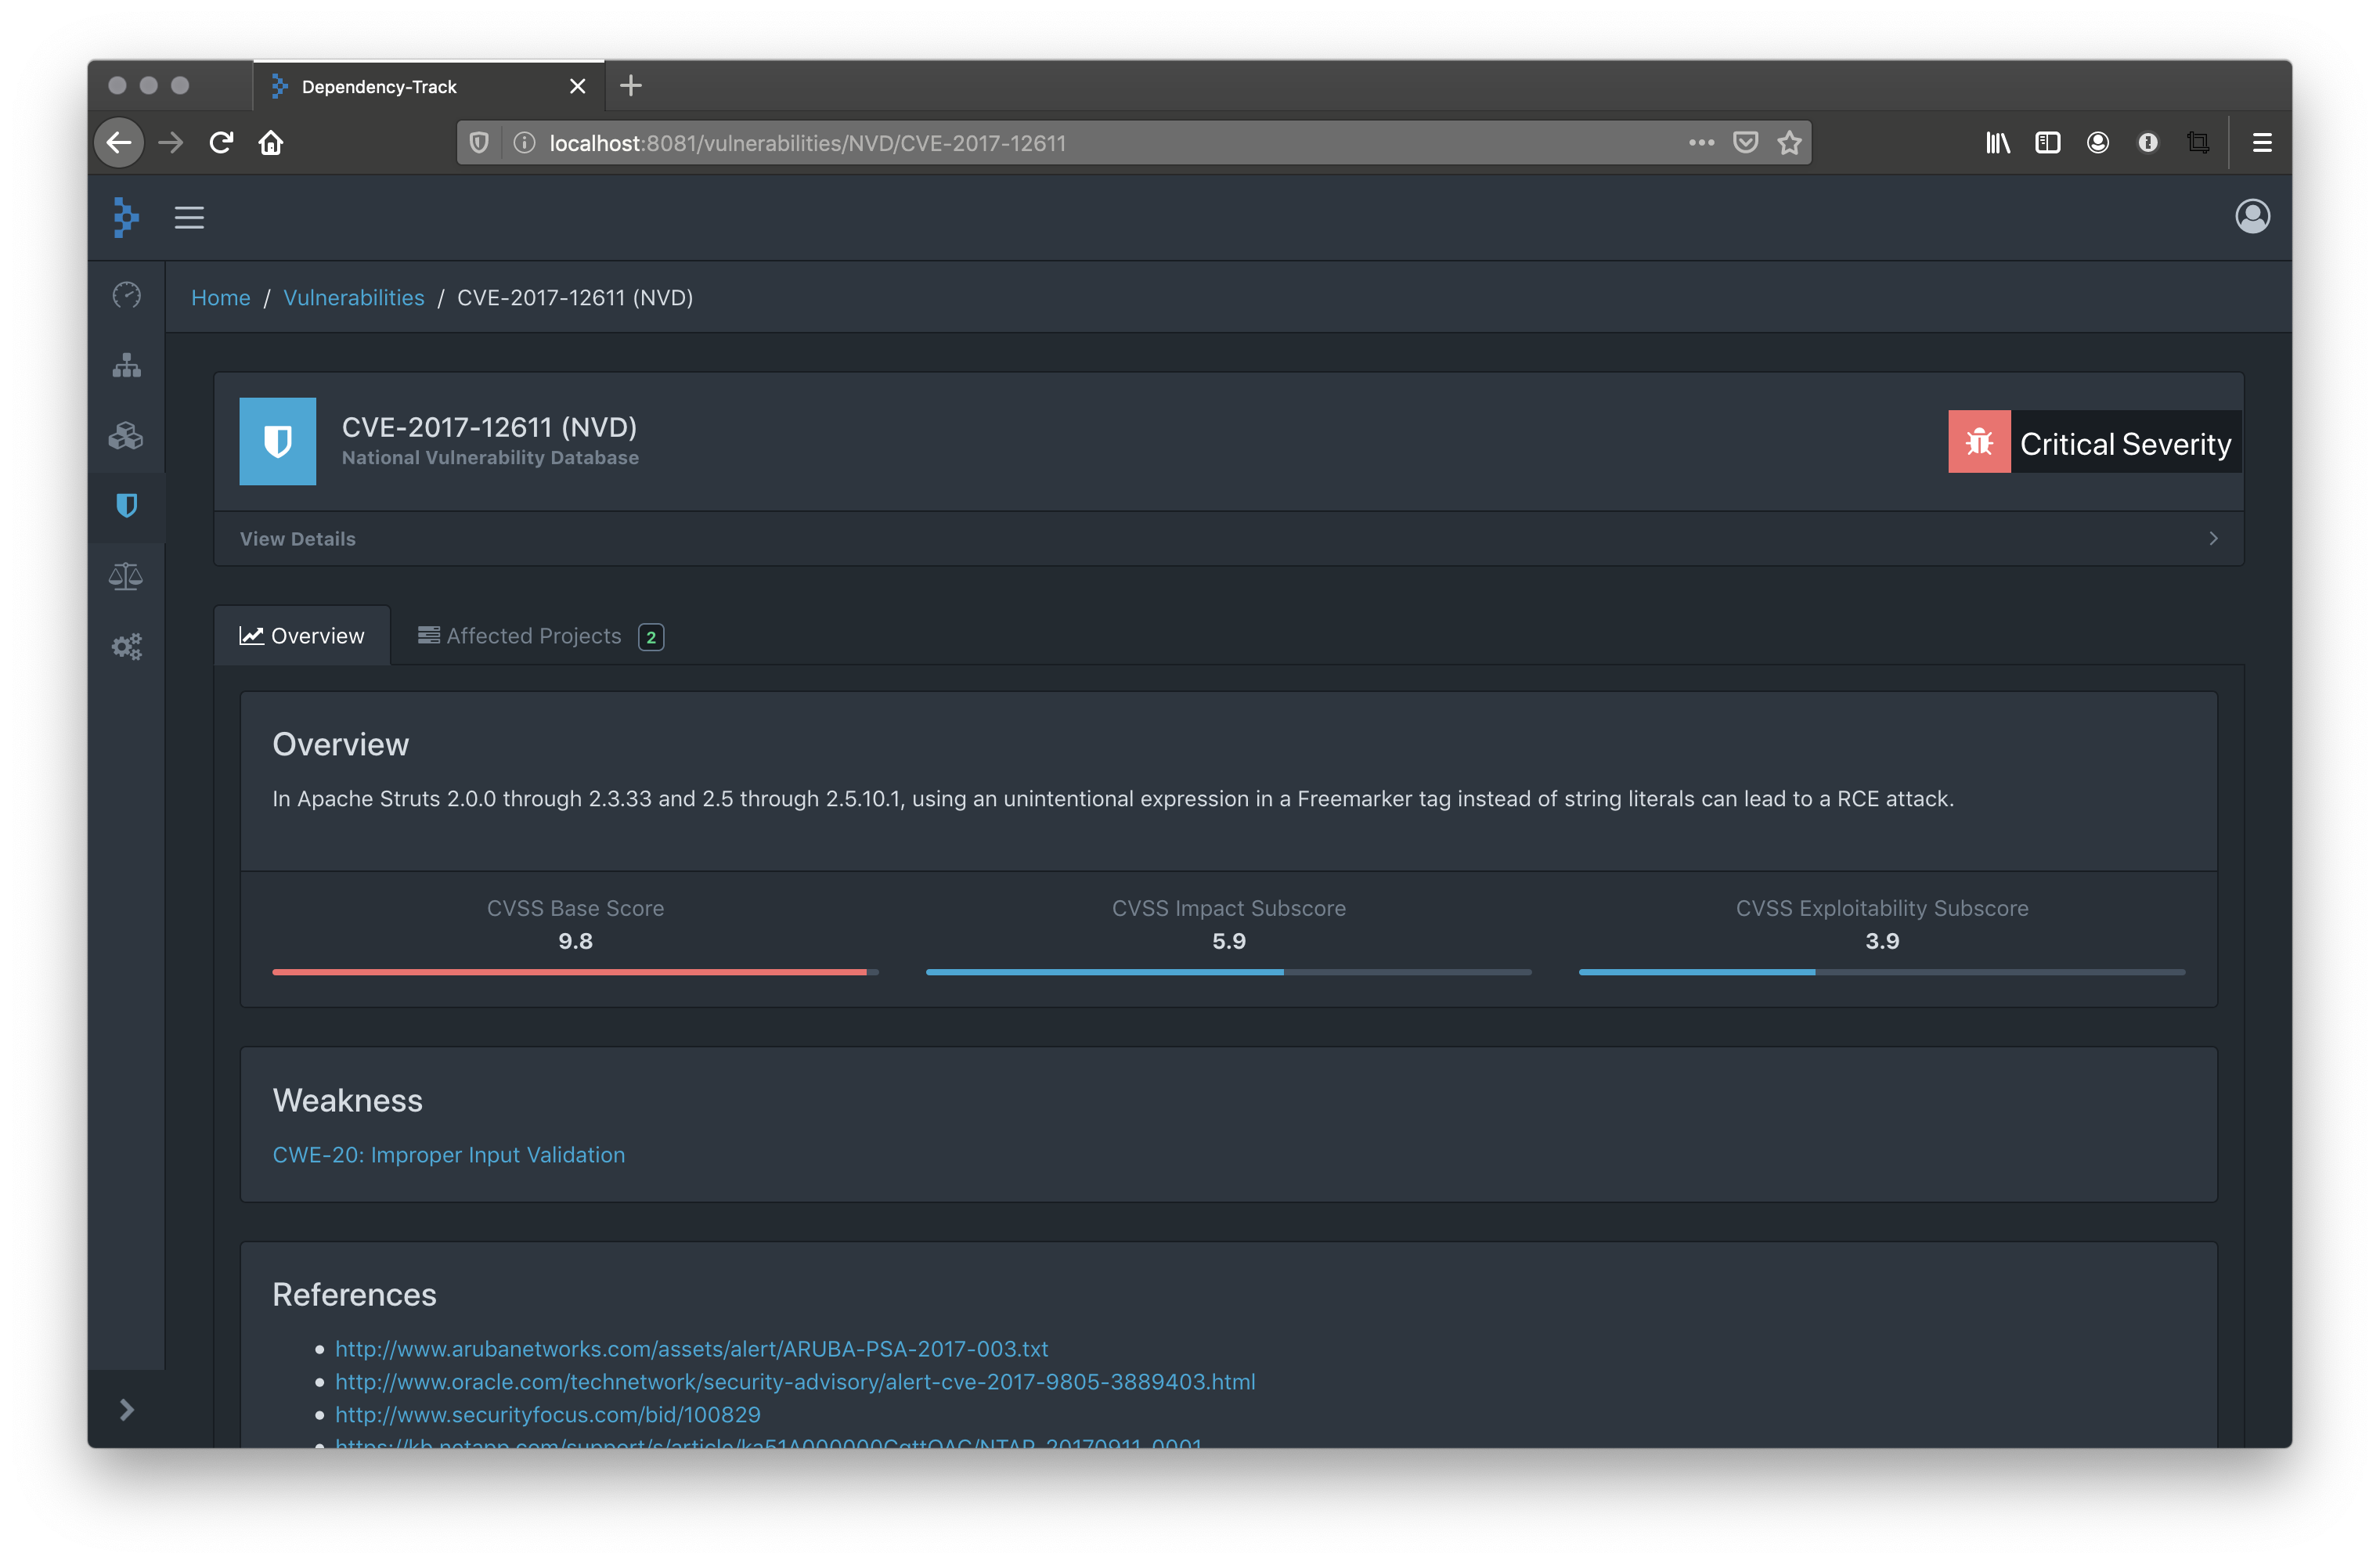 Dependency-Track
localhost:8081/vulnerabilities/NVD/CVE-2017-12611
Home / Vulnerabilities / CVE-2017-12611 (NVD)
CVE-2017-12611 (NVD)
National Vulnerability Database
Critical Severity
View Details
Overview
Affected Projects 2
Overview
In Apache Struts 2.0.0 through 2.3.33 and 2.5 through 2.5.10.1, using an unintentional expression in a Freemarker tag instead of string literals can lead to a RCE attack.
CVSS Base Score
9.8
CVSS Impact Subscore
5.9
CVSS Exploitability Subscore
3.9
Weakness
CWE-20: Improper Input Validation
References
http://www.arubanetworks.com/assets/alert/ARUBA-PSA-2017-003.txt
http://www.oracle.com/technetwork/security-advisory/alert-cve-2017-9805-3889403.html
http://www.securityfocus.com/bid/100829